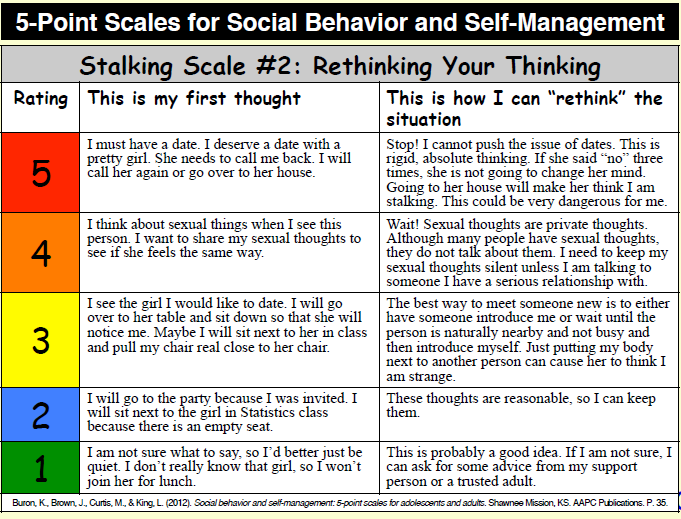 5-Point Scales for Social Behavior and Self-Management
Stalking Scale #2: Rethinking Your Thinking
Rating
This is my first thought
This is how I can “rethink” the
situation
5
I must have a date. I deserve a date with a
pretty girl. She needs to call me back. I will
call her again or go over to her house.
Stop! I cannot push the issue of dates. This is
rigid, absolute thinking. If she said “no” three
times, she is not going to change her mind.
Going to her house will make her think I am
stalking. This could be very dangerous for me.
4
I think about sexual things when I see this
person. I want to share my sexual thoughts to
see if she feels the same way.
Wait! Sexual thoughts are private thoughts.
Although many people have sexual thoughts,
they do not talk about them. I need to keep my
sexual thoughts silent unless I am talking to
someone I have a serious relationship with.
3
I see the girl I would like to date. I will go
over to her table and sit down so that she will
notice me. Maybe I will sit next to her in class
and pull my chair real close to her chair.
The best way to meet someone new is to either
have someone introduce me or wait until the
person is naturally nearby and not busy and
then introduce myself. Just putting my body
next to another person can cause her to think I
am strange.
2
I will go to the party because I was invited. I
will sit next to the girl in Statistics class
because there is an empty seat.
These thoughts are reasonable, so I can keep
them.
1
I am not sure what to say, so I’d better just be
quiet. I don’t really know that girl, so I won’t
join her for lunch.
This is probably a good idea. If I am not sure, I
can ask for some advice from my support
person or a trusted adult.
Buron, K., Brown, J., Curtis, M., & King, L. (2012). Social behavior and self-management: 5-point scales for adolescents and adults. Shawnee Mission, KS. AAPC Publications. P. 35.